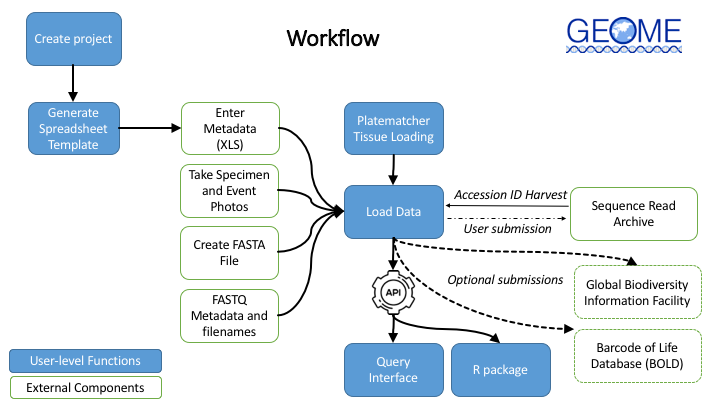 Workflow
GEOME
Create project
Generate
Spreadsheet
Template
Enter
Metadata
(XLS)
Take Specimen
and Event
Photos
Create FASTA
File
FASTQ
Metadata and
filenames
Platematcher
Tissue Loading
Load Data
Accession ID Harvest
User submission
Sequence Read
Archive
Optional submissions
Global Biodiversity
Information Facility
Barcode of Life
Database (BOLD)
API
Query
Interface
R package
User-level Functions
External Components